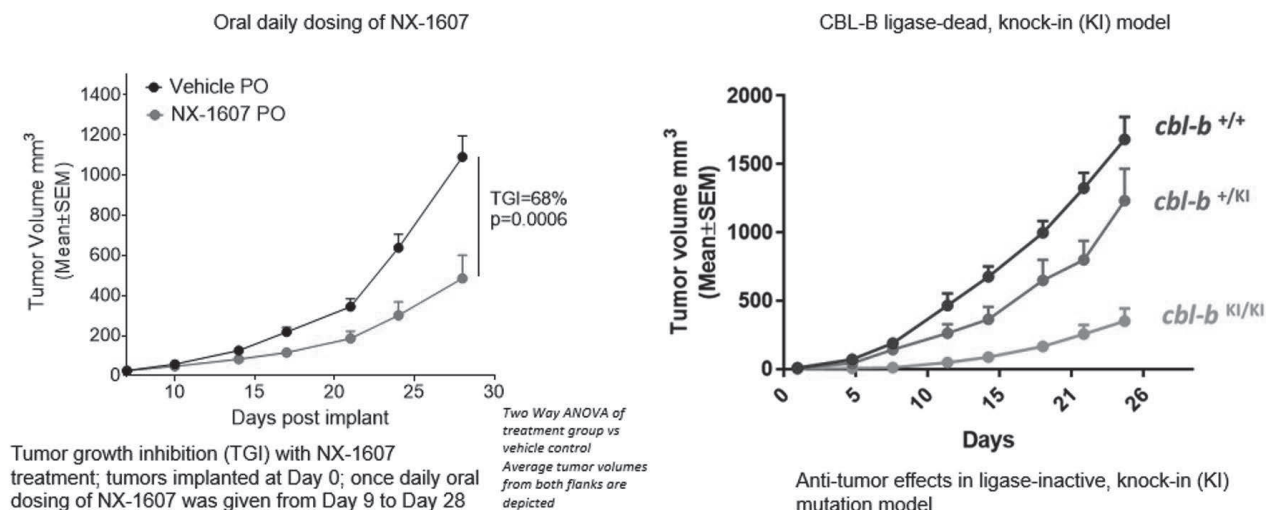 Oral daily dosing of NX-1607
Vehicle PO
NX-1607 PO
Tumor Volume mm³
(Mean±SEM)
1400
1200
1000
800
600
400
200
0
10
15
20
25
30
Days post implant
TGI=68%
p=0.0006
Two Way ANOVA of
treatment group vs
vehicle control
Average tumor volumes
from both flanks are
depicted
Tumor growth inhibition (TGI) with NX-1607
treatment; tumors implanted at Day 0; once daily oral
dosing of NX-1607 was given from Day 9 to Day 28
CBL-B ligase-dead, knock-in (KI) model
Tumor volume mm³
(Mean±SEM)
2000
1500
1000
500
0
0
5
10
15
21
26
Days
cbl-b +/+
cbl-b +/KI
cbl-b KI/KI
Anti-tumor effects in ligase-inactive, knock-in (KI)
mutation model